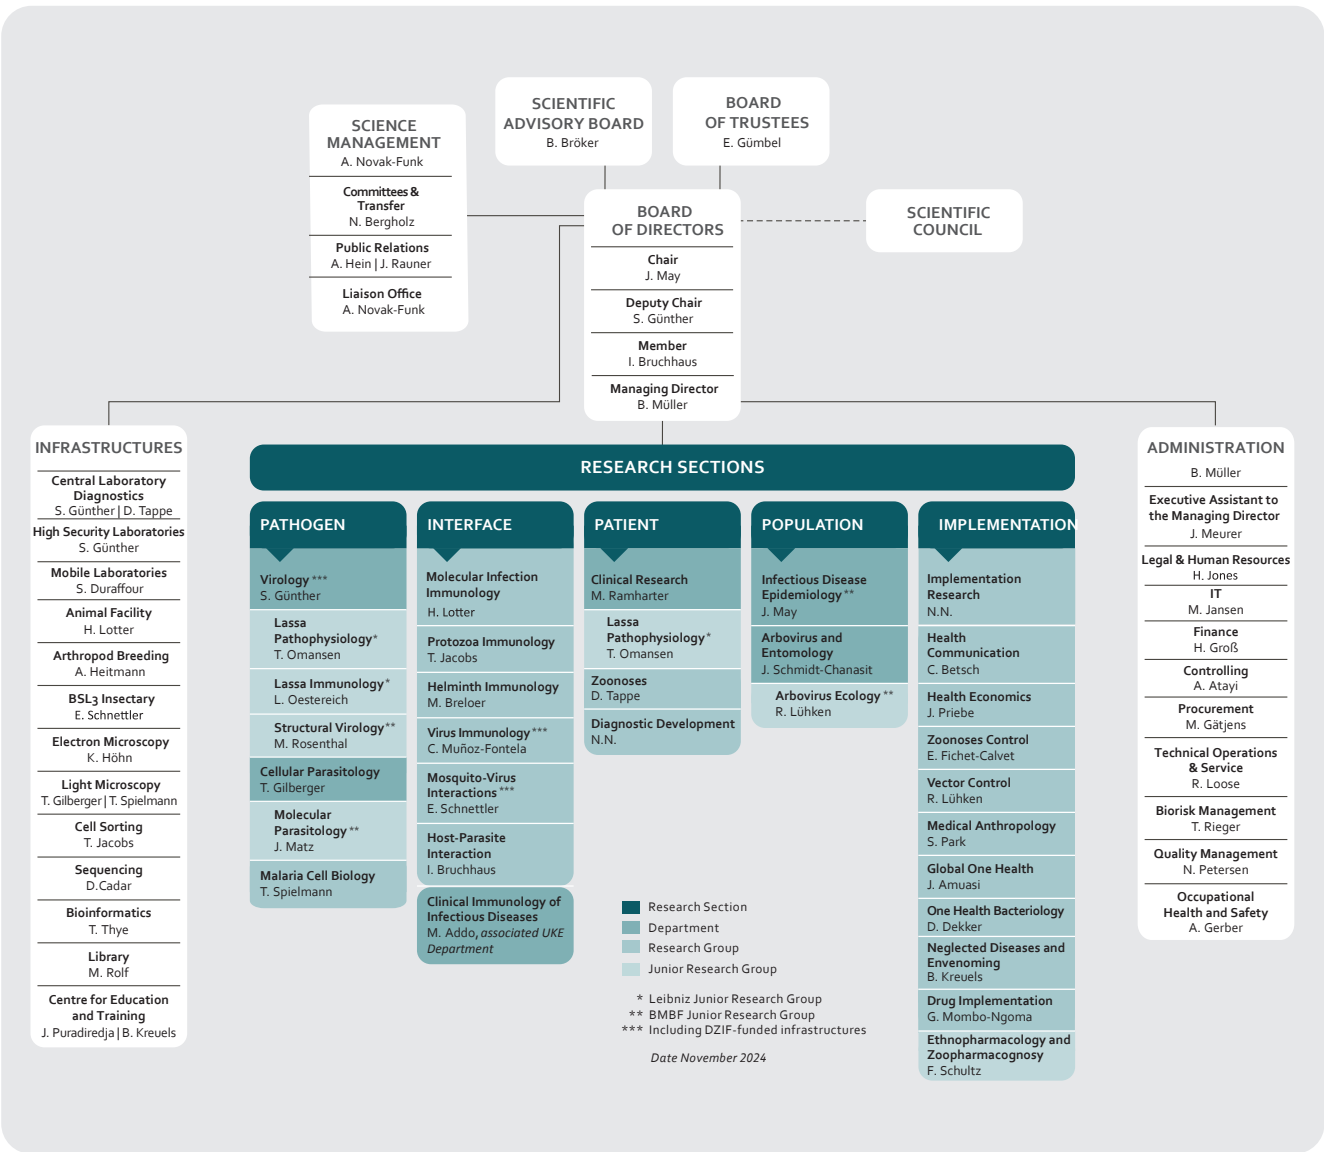 SCIENTIFIC
ADVISORY BOARD
B. Bröker
BOARD
OF TRUSTEES
E. Gümbel
SCIENCE
MANAGEMENT
A. Novak-Funk
Committees &
Transfer
N. Bergholz
Public Relations
A. Hein | J. Rauner
Liaison Office
A. Novak-Funk
BOARD
OF DIRECTORS
Chair
J. May
Deputy Chair
S. Günther
Member
I. Bruchhaus
Managing Director
B. Müller
SCIENTIFIC
COUNCIL
INFRASTRUCTURES
Central Laboratory
Diagnostics
S. Günther | D. Tappe
High Security Laboratories
S. Günther
Mobile Laboratories
S. Duraffour
Animal Facility
H. Lotter
Arthropod Breeding
A. Heitmann
BSL3 Insectary
E. Schnettler
Electron Microscopy
K. Höhn
Light Microscopy
T. Gilberger | T. Spielmann
Cell Sorting
T. Jacobs
Sequencing
D.Cadar
Bioinformatics
T. Thye
Library
M. Rolf
Centre for Education
and Training
J. Puradiredja | B. Kreuels
RESEARCH SECTIONS
PATHOGEN
Virology ***
S. Günther
Lassa
Pathophysiology*
T. Omansen
Lassa Immunology*
L. Oestereich
Structural Virology **
M. Rosenthal
Cellular Parasitology
T. Gilberger
Molecular
Parasitology **
J. Matz
Malaria Cell Biology
T. Spielmann
INTERFACE
Molecular Infection
Immunology
H. Lotter
Protozoa Immunology
T. Jacobs
Helminth Immunology
M. Breloer
Virus Immunology ***
C. Muñoz-Fontela
Mosquito-Virus
Interactions ***
E. Schnettler
Host-Parasite
Interaction
I. Bruchhaus
Clinical Immunology of
Infectious Diseases
M. Addo, associated UKE
Department
PATIENT
Clinical Research
M. Ramharter
Lassa
Pathophysiology*
T. Omansen
Zoonoses
D. Tappe
Diagnostic Development
N.N.
POPULATION
Infectious Disease
Epidemiology **
J. May
Arbovirus and
Entomology
J. Schmidt-Chanasit
Arbovirus Ecology **
R. Lühken
IMPLEMENTATION
Implementation
Research
N.N.
Health
Communication
C. Betsch
Health Economics
J. Priebe
Zoonoses Control
E. Fichet-Calvet
Vector Control
R. Lühken
Medical Anthropology
S. Park
Global One Health
J. Amuasi
One Health Bacteriology
D. Dekker
Neglected Diseases and
Envenoming
B. Kreuels
Drug Implementation
G. Mombo-Ngoma
Ethnopharmacology and
Zoopharmacognosy
F. Schultz
ADMINISTRATION
B. Müller
Executive Assistant to
the Managing Director
J. Meurer
Legal & Human Resources
H. Jones
IT
M. Jansen
Finance
H. Groß
Controlling
A. Atayi
Procurement
M. Gätjens
Technical Operations
& Service
R. Loose
Biorisk Management
T. Rieger
Quality Management
N. Petersen
Occupational
Health and Safety
A. Gerber
Research Section
Department
Research Group
Junior Research Group
* Leibniz Junior Research Group
** BMBF Junior Research Group
*** Including DZIF-funded infrastructures
Date November 2024